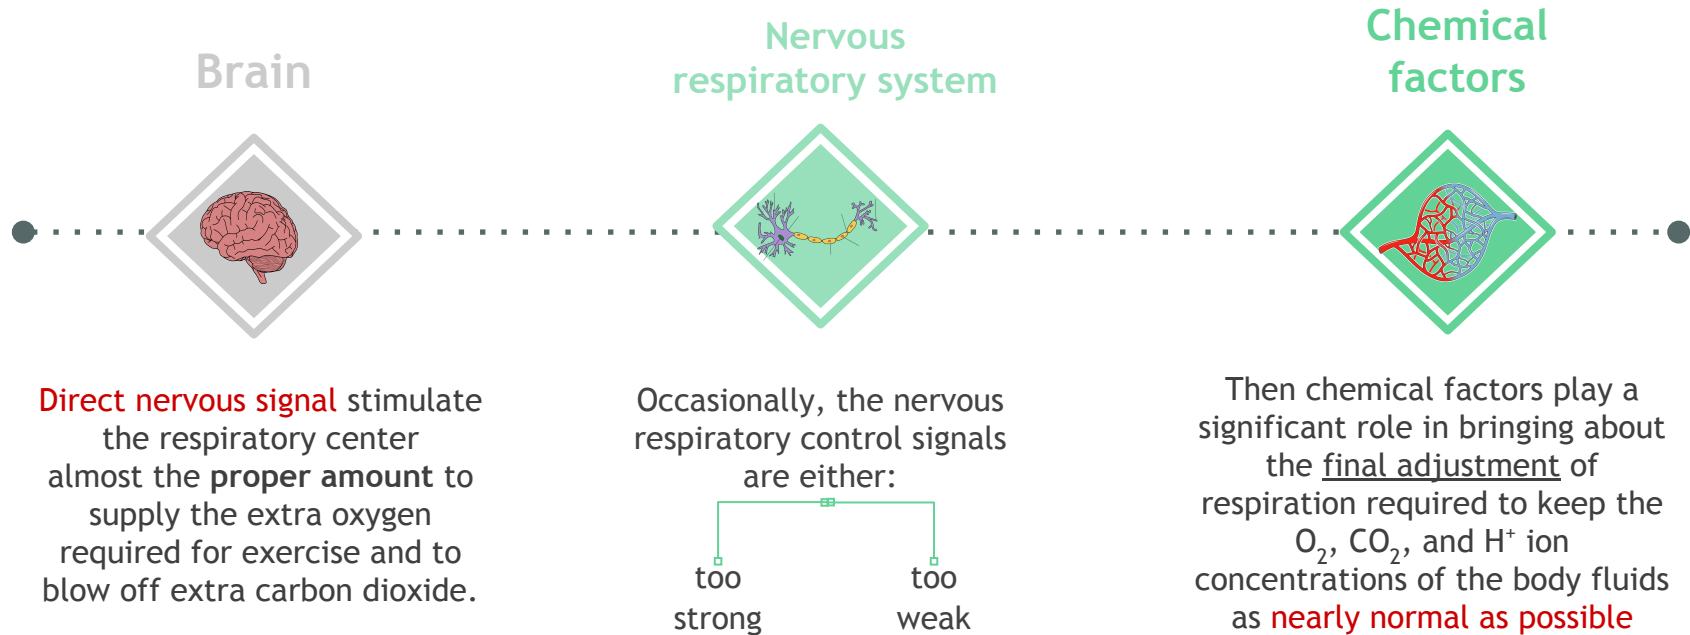 Brain
Direct nervous signal stimulate
the respiratory center
almost the proper amount to
supply the extra oxygen
required for exercise and to
blow off extra carbon dioxide.
Nervous
respiratory system
Occasionally, the nervous
respiratory control signals
are either:
too
strong
too
weak
Chemical
factors
Then chemical factors play a
significant role in bringing about
the final adjustment of
respiration required to keep the
O₂, CO₂, and H⁺ ion
concentrations of the body fluids
as nearly normal as possible